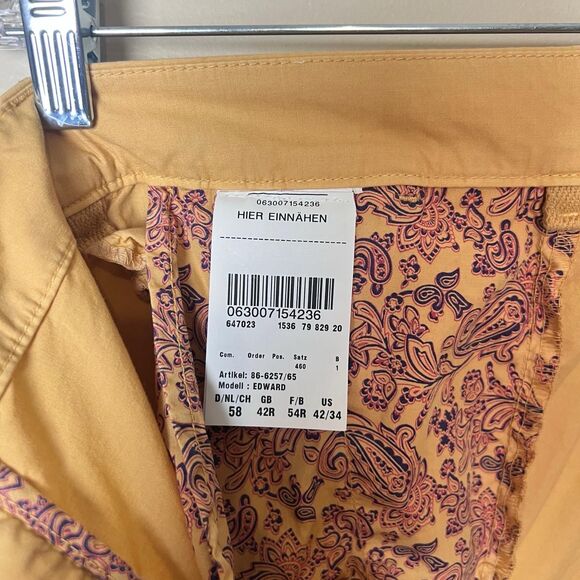 063007154236
HIER EINNÄHEN
063007154236
647023 1536 79 829 20
Com. Order Pos. Satz B
460 1
Artikel: 86-6257/65
Modell : EDWARD
D/NL/CH GB F/B US
58 42R 54R 42/34